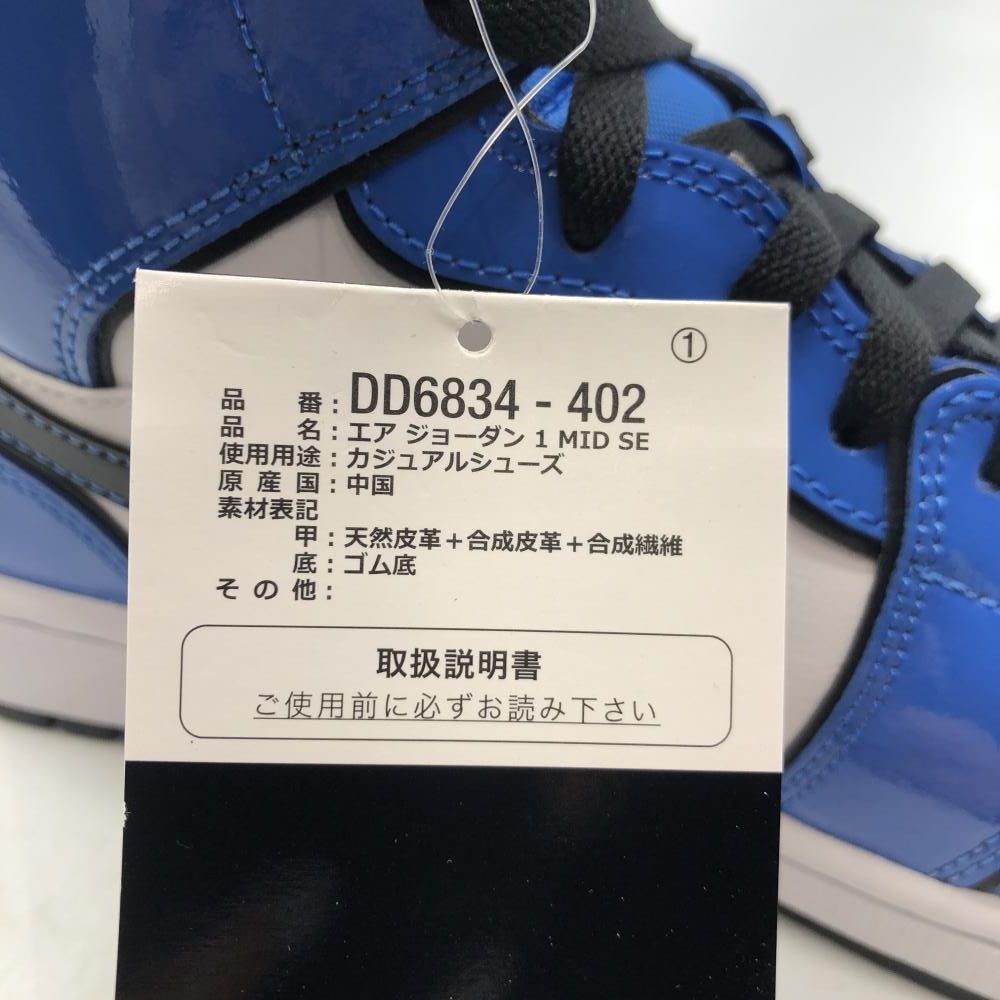 ①
品番:DD6834 - 402
品名:エア ジョーダン 1 MID SE
使用用途:カジュアルシューズ
原産国:中国
素材表記
甲:天然皮革+合成皮革+合成繊維
底:ゴム底
その他:
取扱説明書
ご使用前に必ずお読み下さい